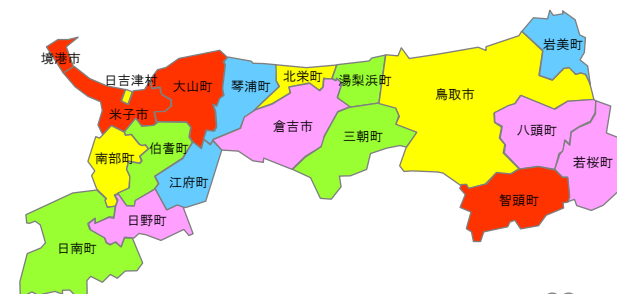 岩美町
境港市
日吉津村
大山町
琴浦町
北栄町
湯梨浜町
鳥取市
米子市
倉吉市
三朝町
八頭町
伯耆町
南部町
若桜町
江府町
智頭町
日野町
日南町